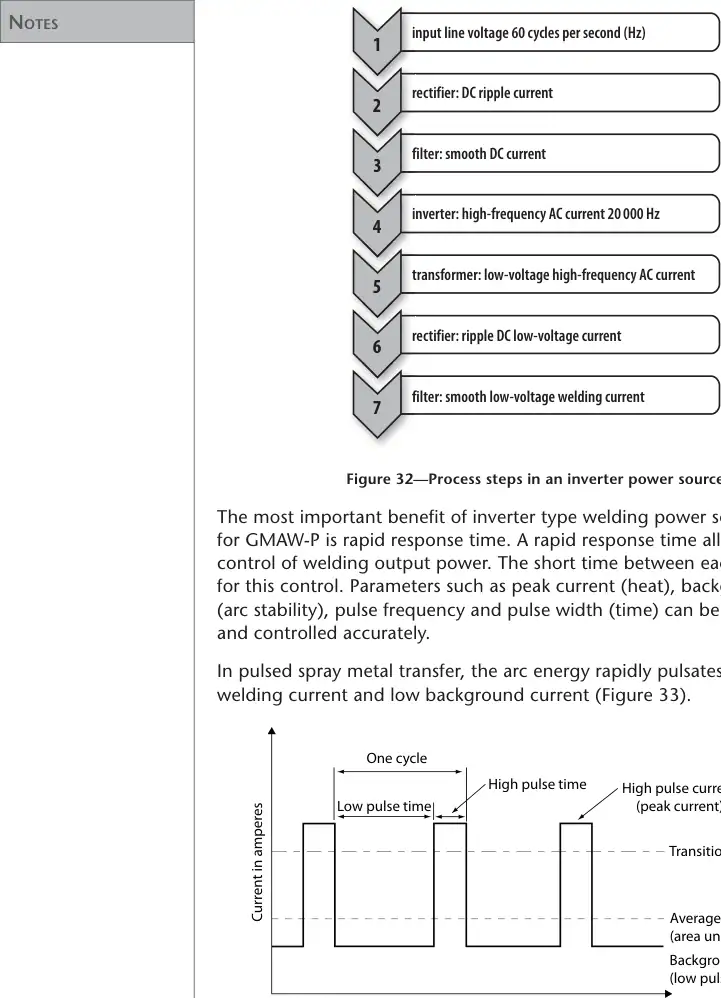 NOTES
1 input line voltage 60 cycles per second (Hz)
2 rectifier: DC ripple current
3 filter: smooth DC current
4 inverter: high-frequency AC current 20 000 Hz
5 transformer: low-voltage high-frequency AC current
6 rectifier: ripple DC low-voltage current
7 filter: smooth low-voltage welding current
Figure 32—Process steps in an inverter power source
The most important benefit of inverter type welding power
for GMAW-P is rapid response time. A rapid response time
control of welding output power. The short time between
for this control. Parameters such as peak current (heat),
(arc stability), pulse frequency and pulse width (time) can be
and controlled accurately.
In pulsed spray metal transfer, the arc energy rapidly pulsates
welding current and low background current (Figure 33).
One cycle
High pulse time
High pulse
(peak current)
Low pulse time
Current in amperes
Average
(area
(low